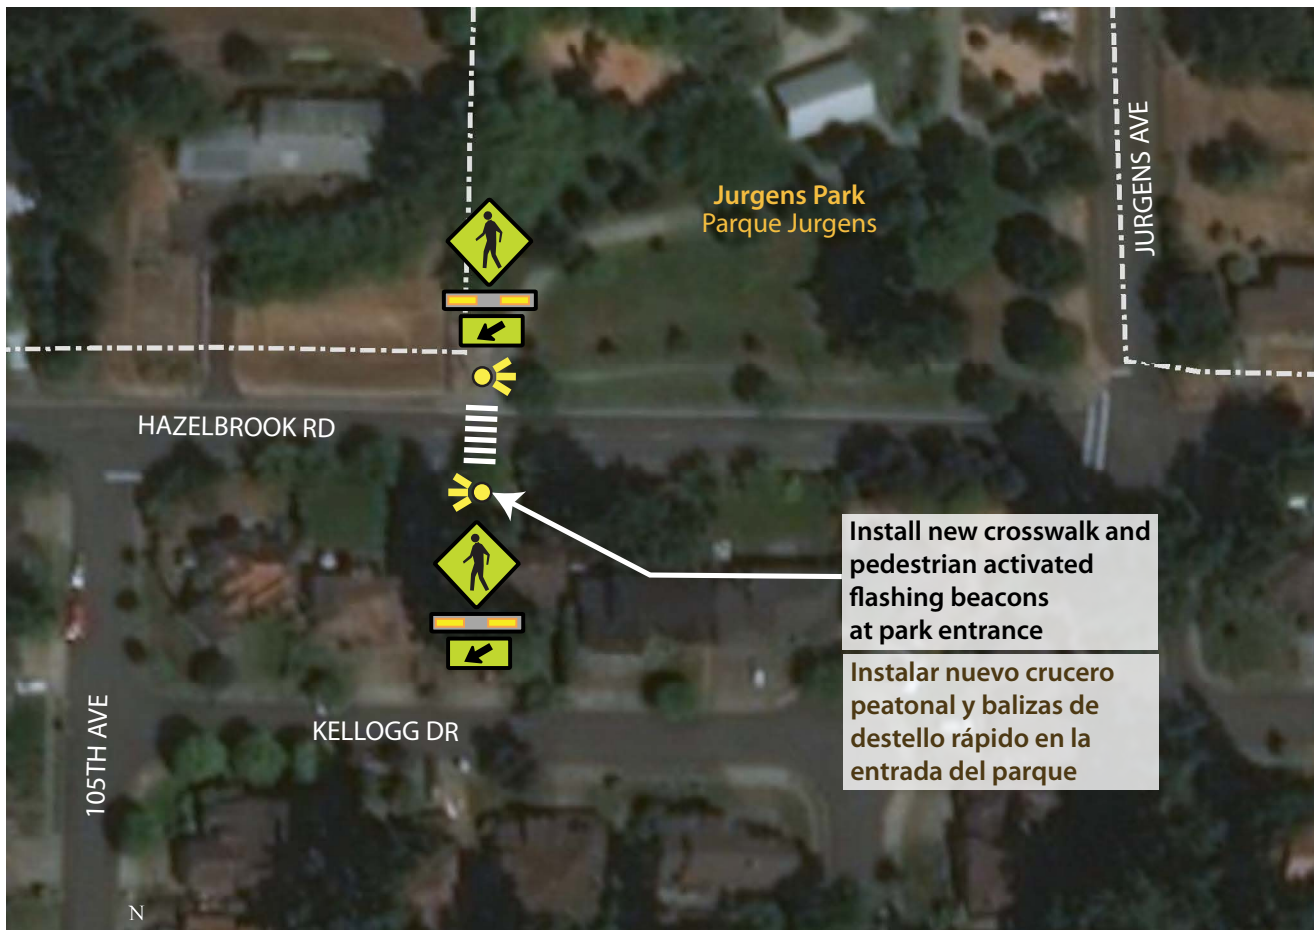 JURGENS AVE
Jurgens Park
Parque Jurgens
HAZELBROOK RD
Install new crosswalk and
pedestrian activated
flashing beacons
at park entrance
Instalar nuevo crucero
peatonal y balizas de
destello rápido en la
entrada del parque
KELLOGG DR
105TH AVE
N